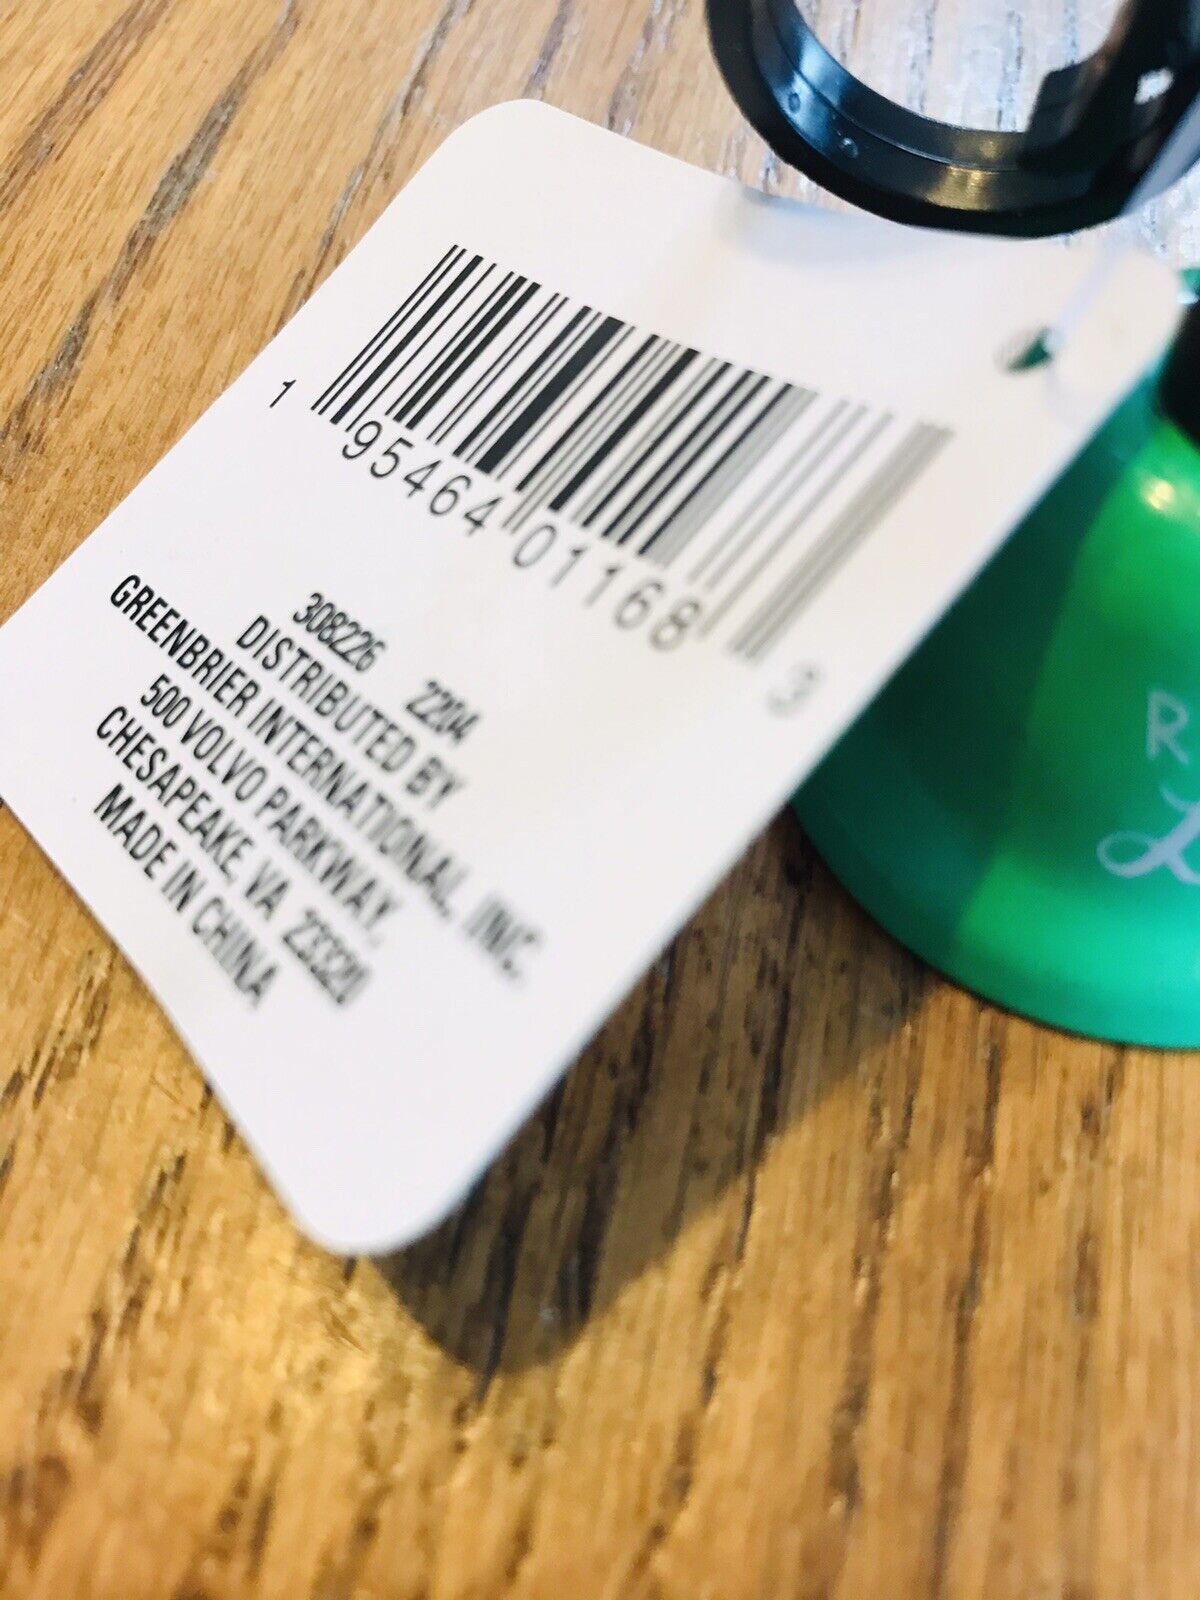 1 95464 01168 3
308226 2204
DISTRIBUTED BY
GREENBRIER INTERNATIONAL, INC.
500 VOLVO PARKWAY,
CHESAPEAKE, VA 23320
MADE IN CHINA
R
L